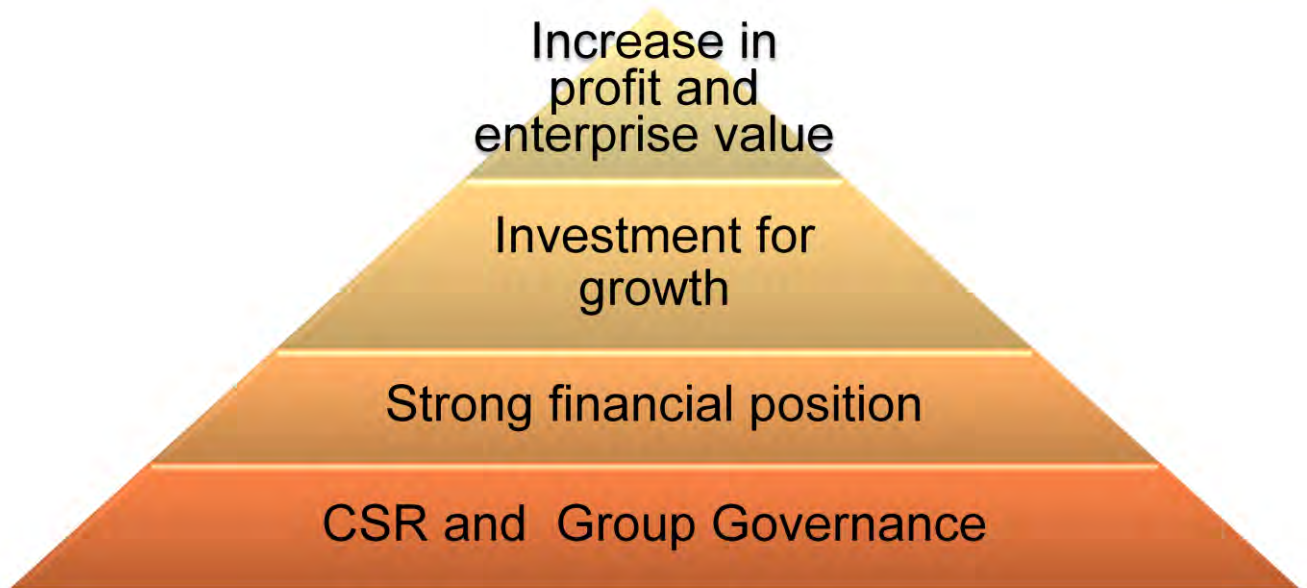 Increase in
profit and
enterprise value
Investment for
growth
Strong financial position
CSR and  Group Governance